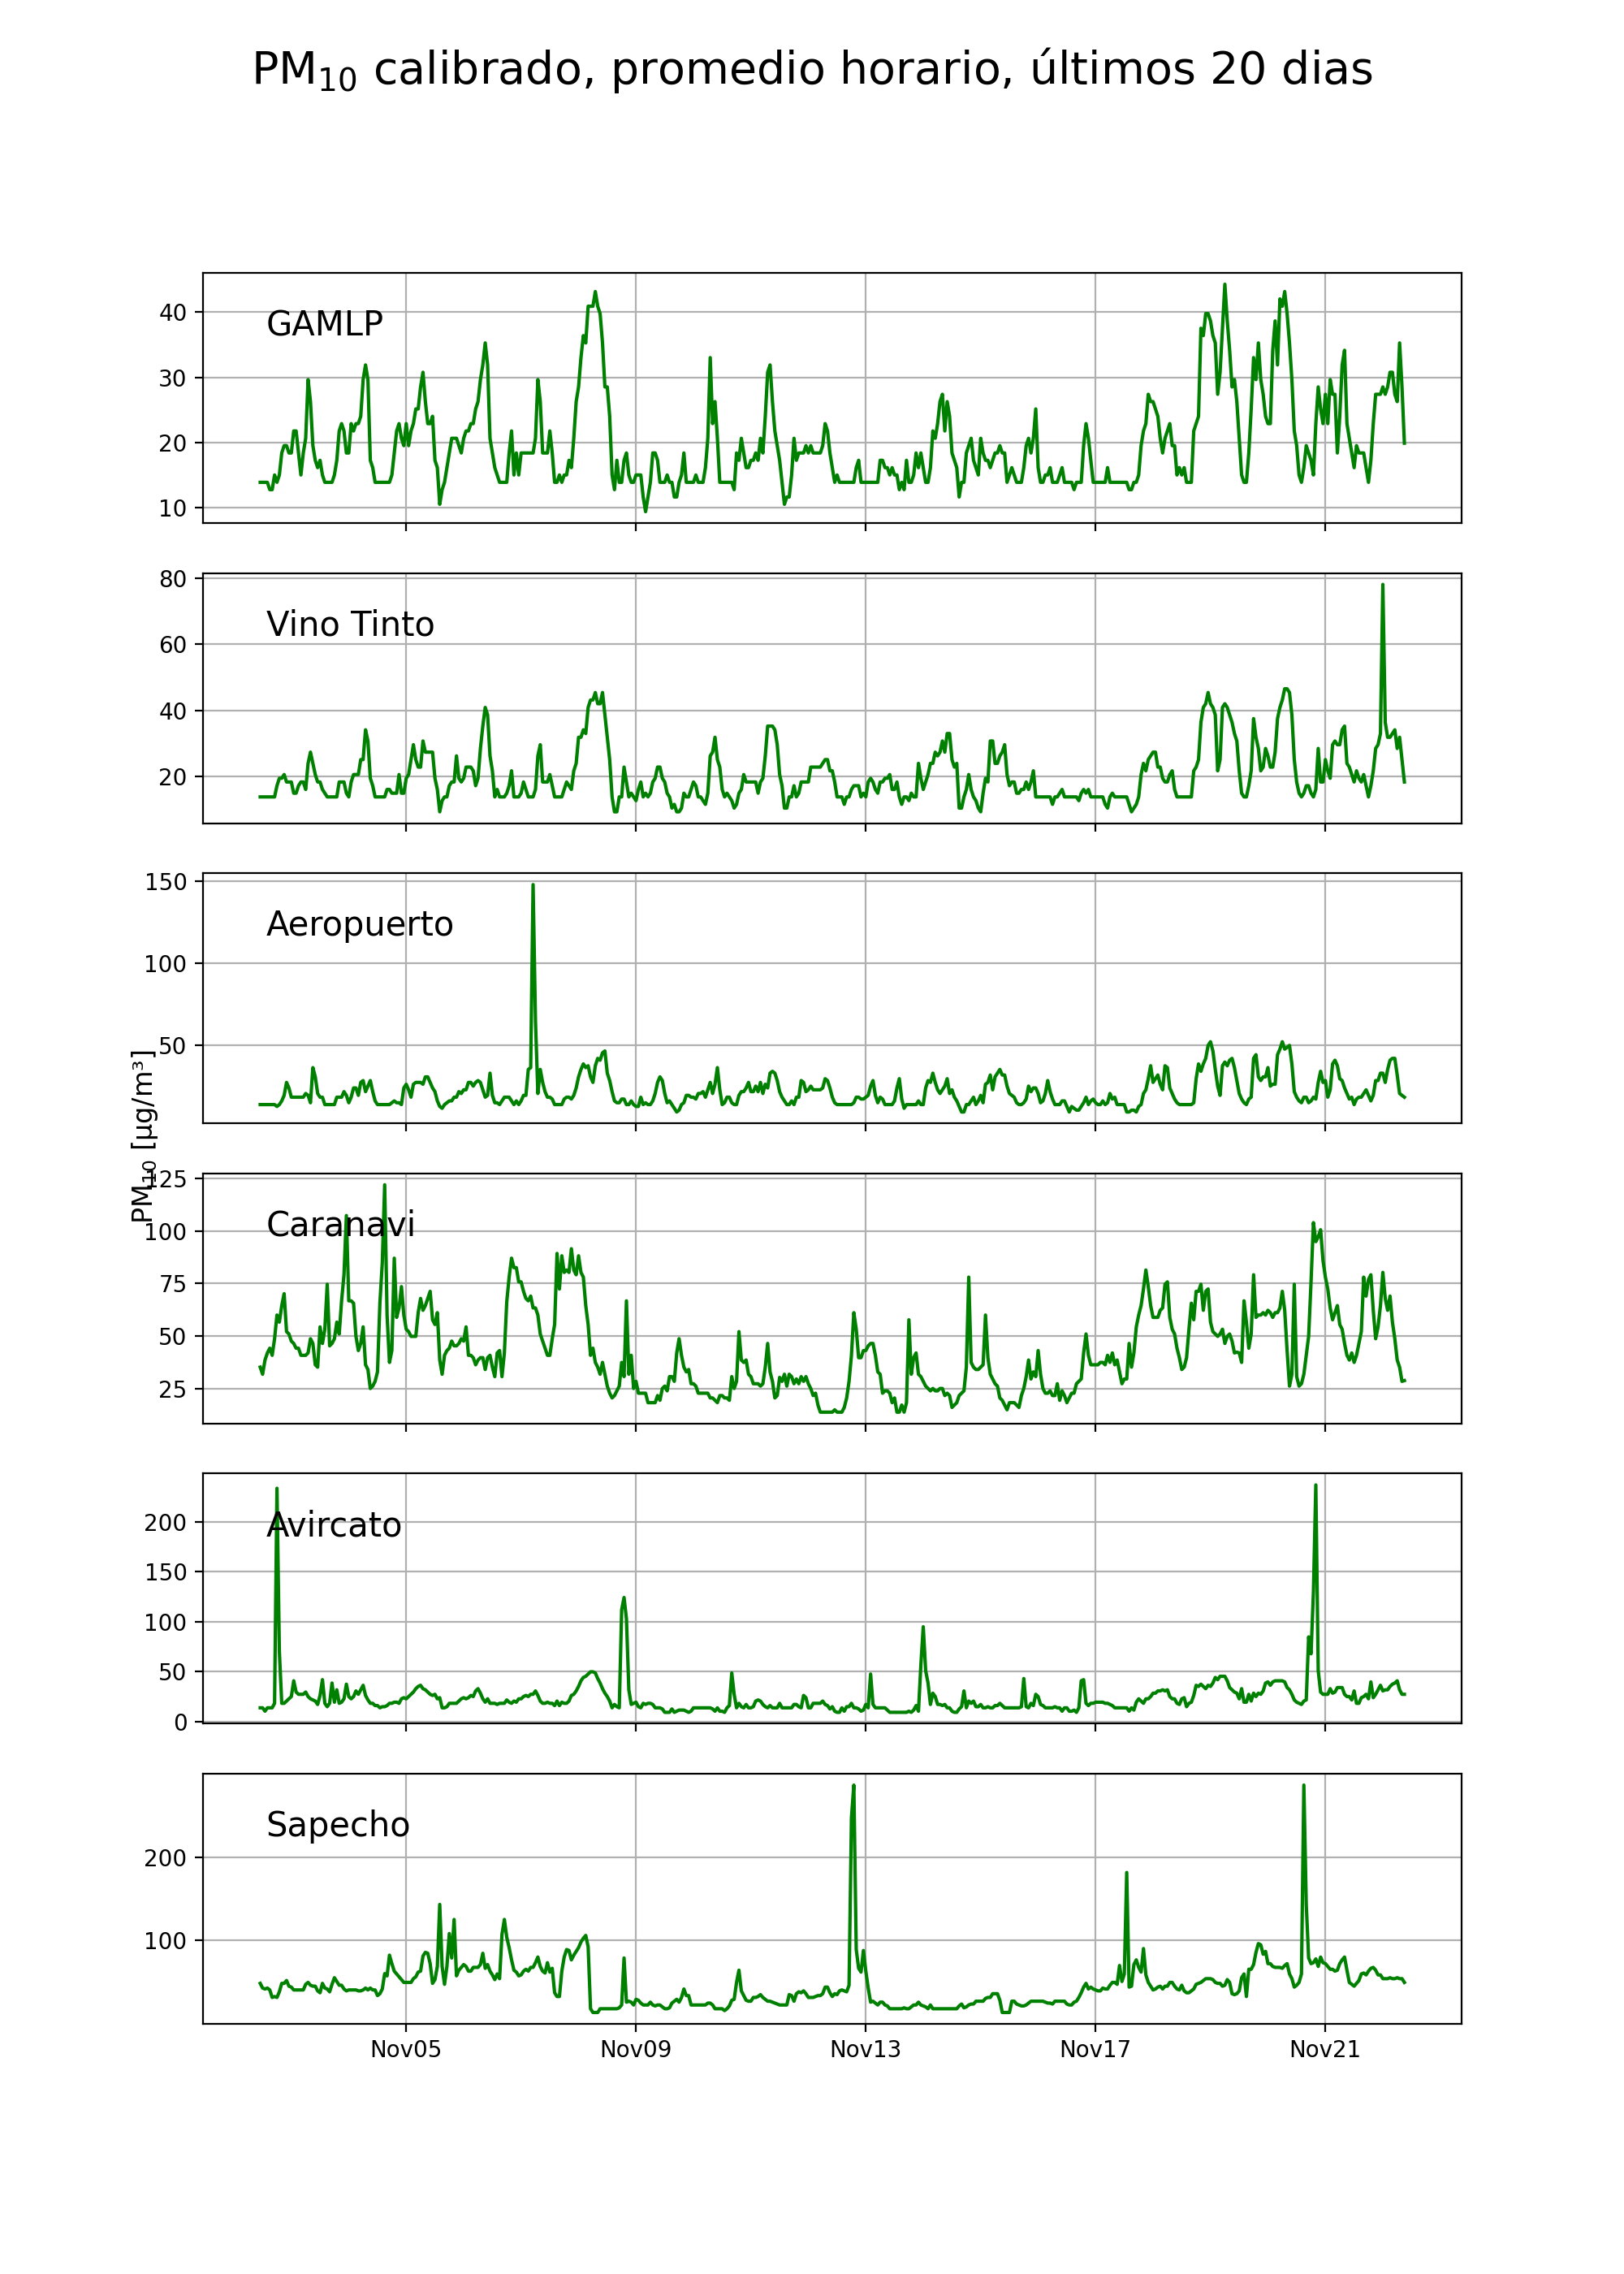 PM₁₀ calibrado, promedio horario, últimos 20 dias
PM₁₀ [µg/m³]
40
30
20
10
GAMLP
80
60
40
20
Vino Tinto
150
100
50
Aeropuerto
125
100
75
50
25
Caranavi
200
150
100
50
0
Avircato
200
100
Sapecho
Nov05 Nov09 Nov13 Nov17 Nov21